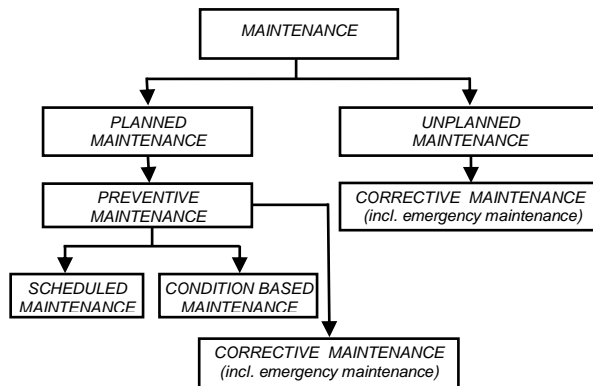 MAINTENANCE
PLANNED
MAINTENANCE
UNPLANNED
MAINTENANCE
PREVENTIVE
MAINTENANCE
CORRECTIVE MAINTENANCE
(incl. emergency maintenance)
SCHEDULED
MAINTENANCE
CONDITION BASED
MAINTENANCE
CORRECTIVE MAINTENANCE
(incl. emergency maintenance)